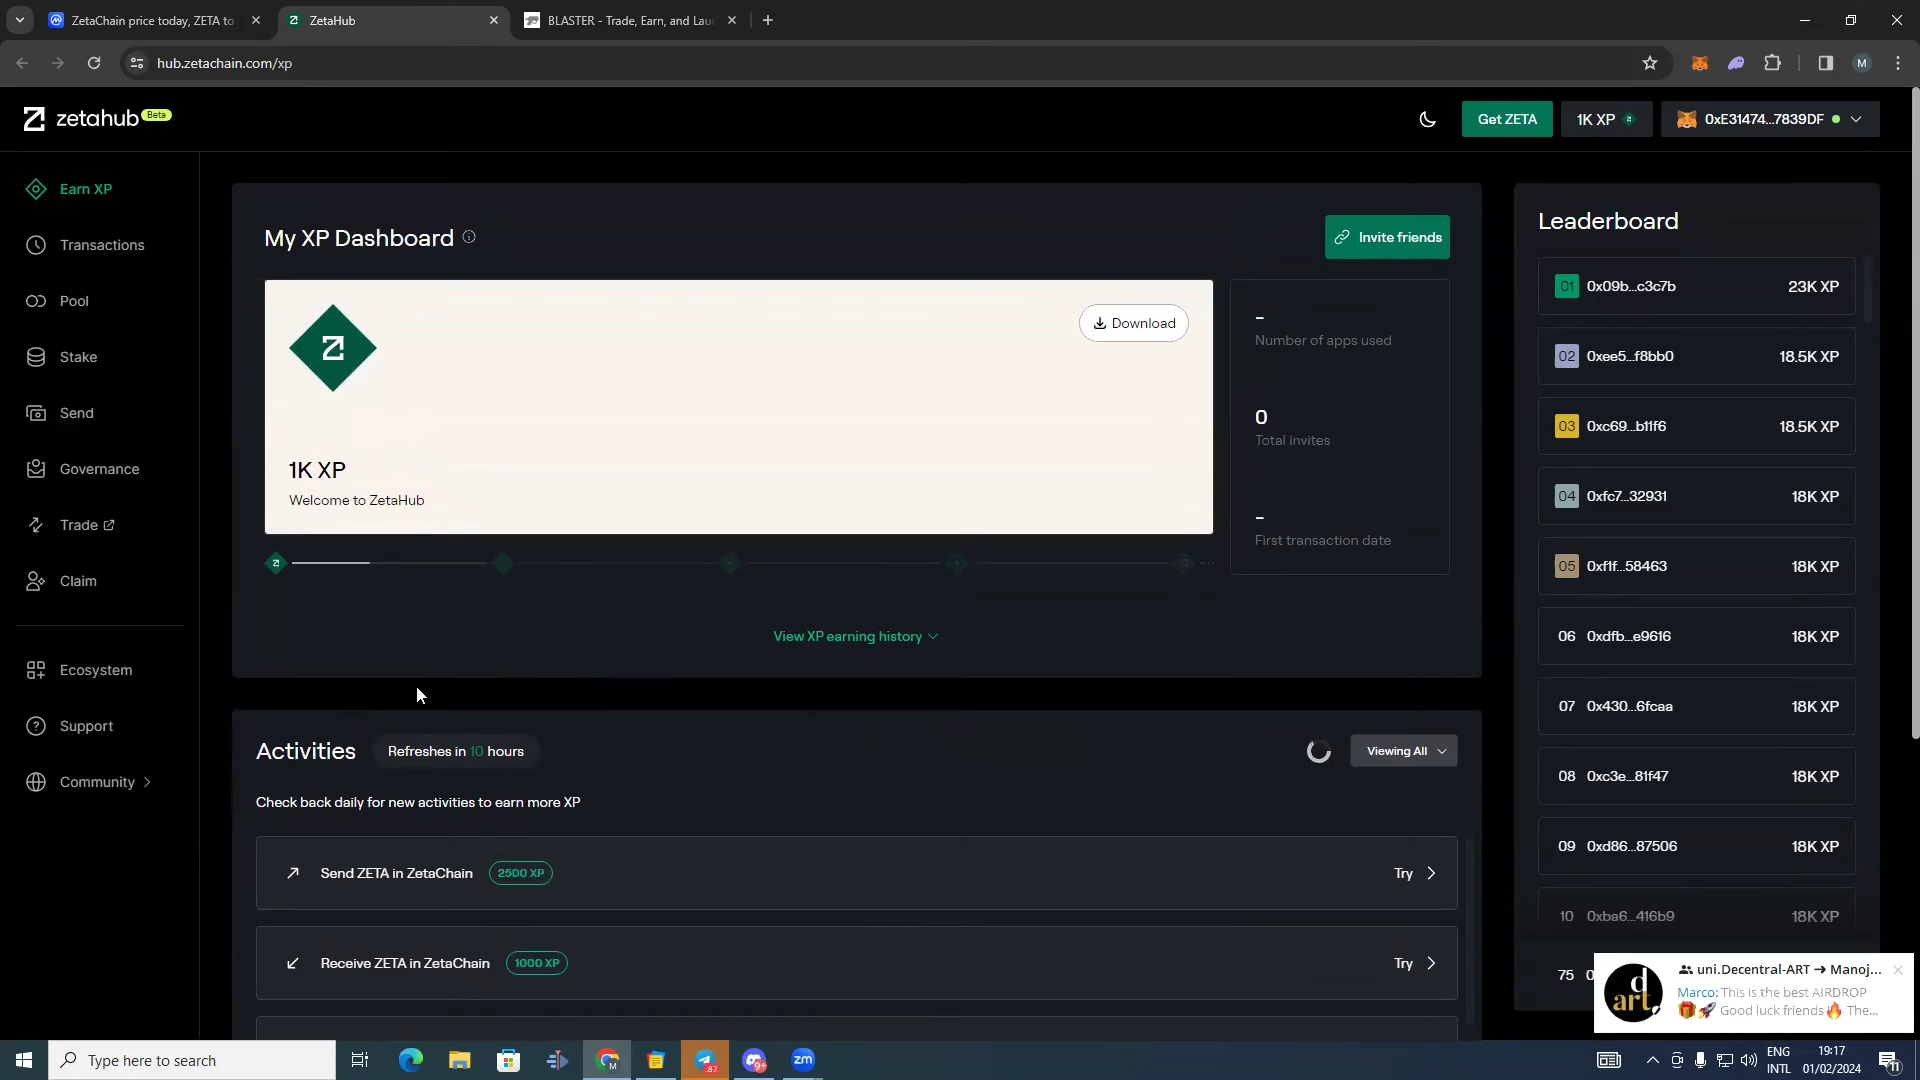 ZetaChain price today, ZETA to
ZetaHub
BLASTER - Trade, Earn, and Lau
hub.zetachain.com/xp
M
zetahub Beta
Get ZETA
1K XP
0xE31474...7839DF
Earn XP
Transactions
Pool
Stake
Send
Governance
Trade
Claim
Ecosystem
Support
Community
My XP Dashboard
Invite friends
Download
1K XP
Welcome to ZetaHub
-
Number of apps used
0
Total invites
-
First transaction date
View XP earning history
Activities
Refreshes in 10 hours
Viewing All
Check back daily for new activities to earn more XP
Send ZETA in ZetaChain 2500 XP Try
Receive ZETA in ZetaChain 1000 XP Try
Leaderboard
01 0x09b...c3c7b 23K XP
02 0xee5...f8bb0 18.5K XP
03 0xc69...b11f6 18.5K XP
04 0xfc7...32931 18K XP
05 0xf1f...58463 18K XP
06 0xdfb...e9616 18K XP
07 0x430...6fcaa 18K XP
08 0xc3e...81f47 18K XP
09 0xd86...87506 18K XP
10 0xba6...416b9 18K XP
75
d art.
uni.Decentral-ART ➔ Manoj...
Marco: This is the best AIRDROP
🎁🚀 Good luck friends🔥 The...
Type here to search
M
9+
zm
ENG
INTL
19:17
01/02/2024
11